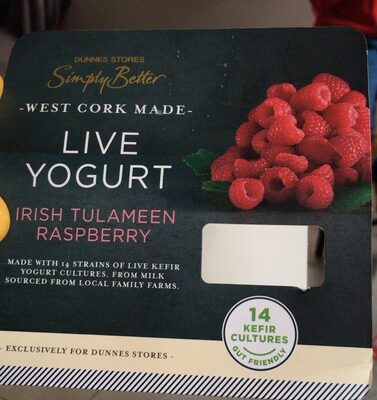 DUNNES STORES
Simply Better
-WEST CORK MADE-
LIVE
YOGURT
IRISH TULAMEEN
RASPBERRY
MADE WITH 14 STRAINS OF LIVE KEFIR
YOGURT CULTURES. FROM MILK
SOURCED FROM LOCAL FAMILY FARMS.
14
KEFIR
CULTURES
GUT FRIENDLY
- EXCLUSIVELY FOR DUNNES STORES -